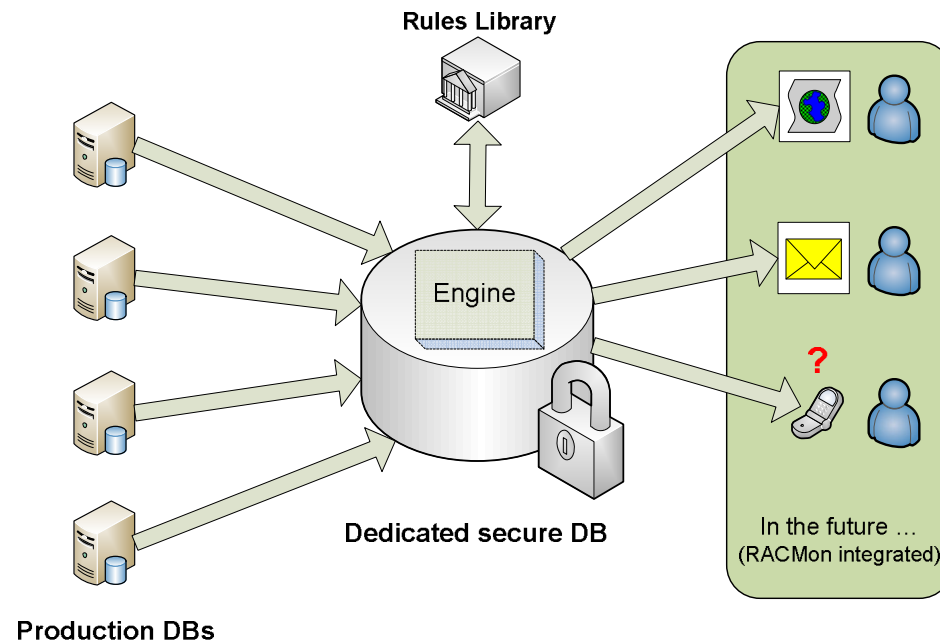 Rules Library
Engine
?
Dedicated secure DB
In the future ...
(RACMon integrated)
Production DBs